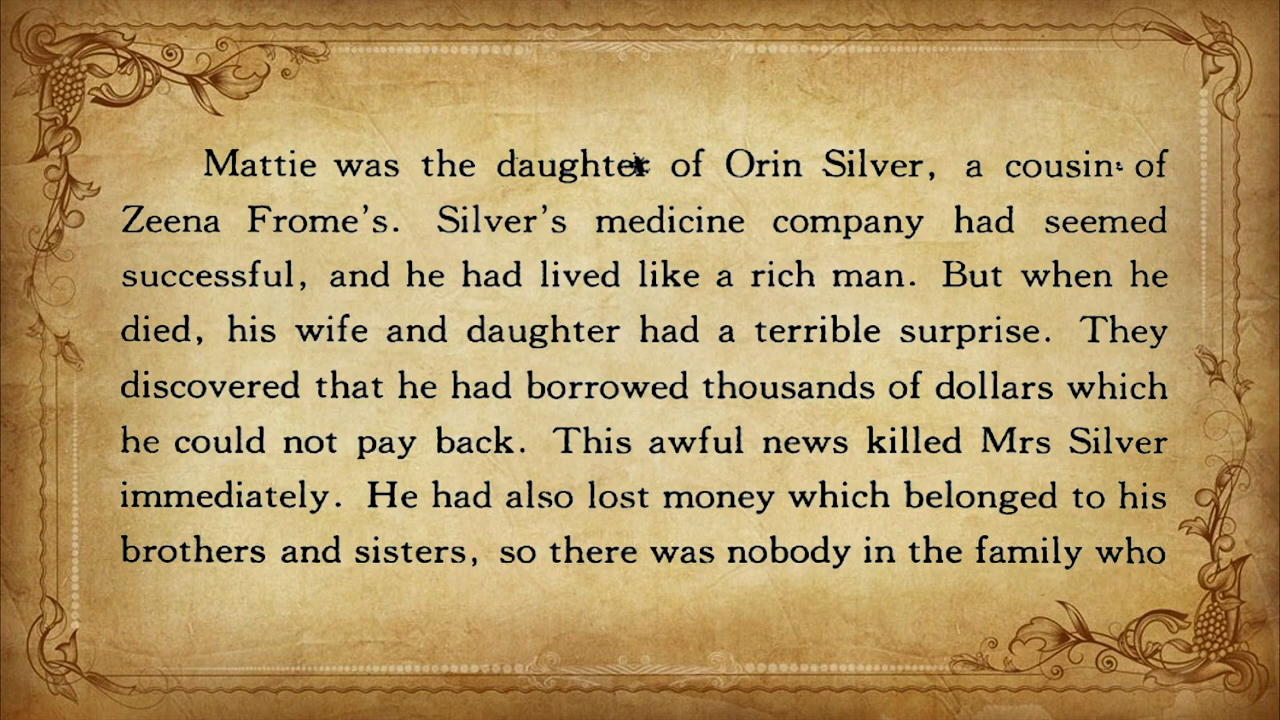 Mattie was the daughter of Orin Silver, a cousin of
Zeena Frome's. Silver's medicine company had seemed
successful, and he had lived like a rich man. But when he
died, his wife and daughter had a terrible surprise. They
discovered that he had borrowed thousands of dollars which
he could not pay back. This awful news killed Mrs Silver
immediately. He had also lost money which belonged to his
brothers and sisters, so there was nobody in the family who